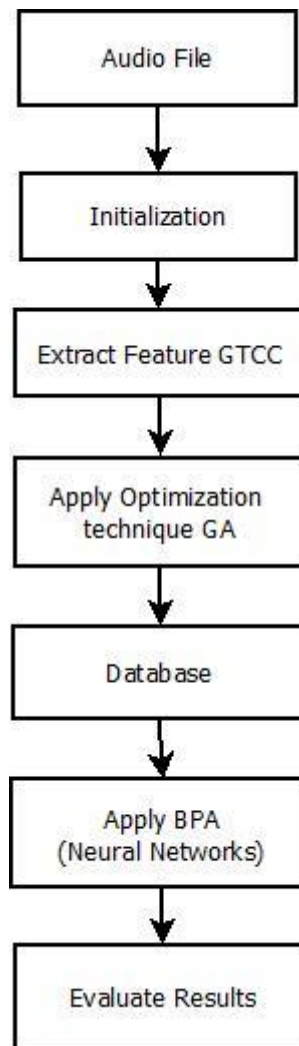 Audio File
Initialization
Extract Feature GTCC
Apply Optimization
technique GA
Database
Apply BPA
(Neural Networks)
Evaluate Results